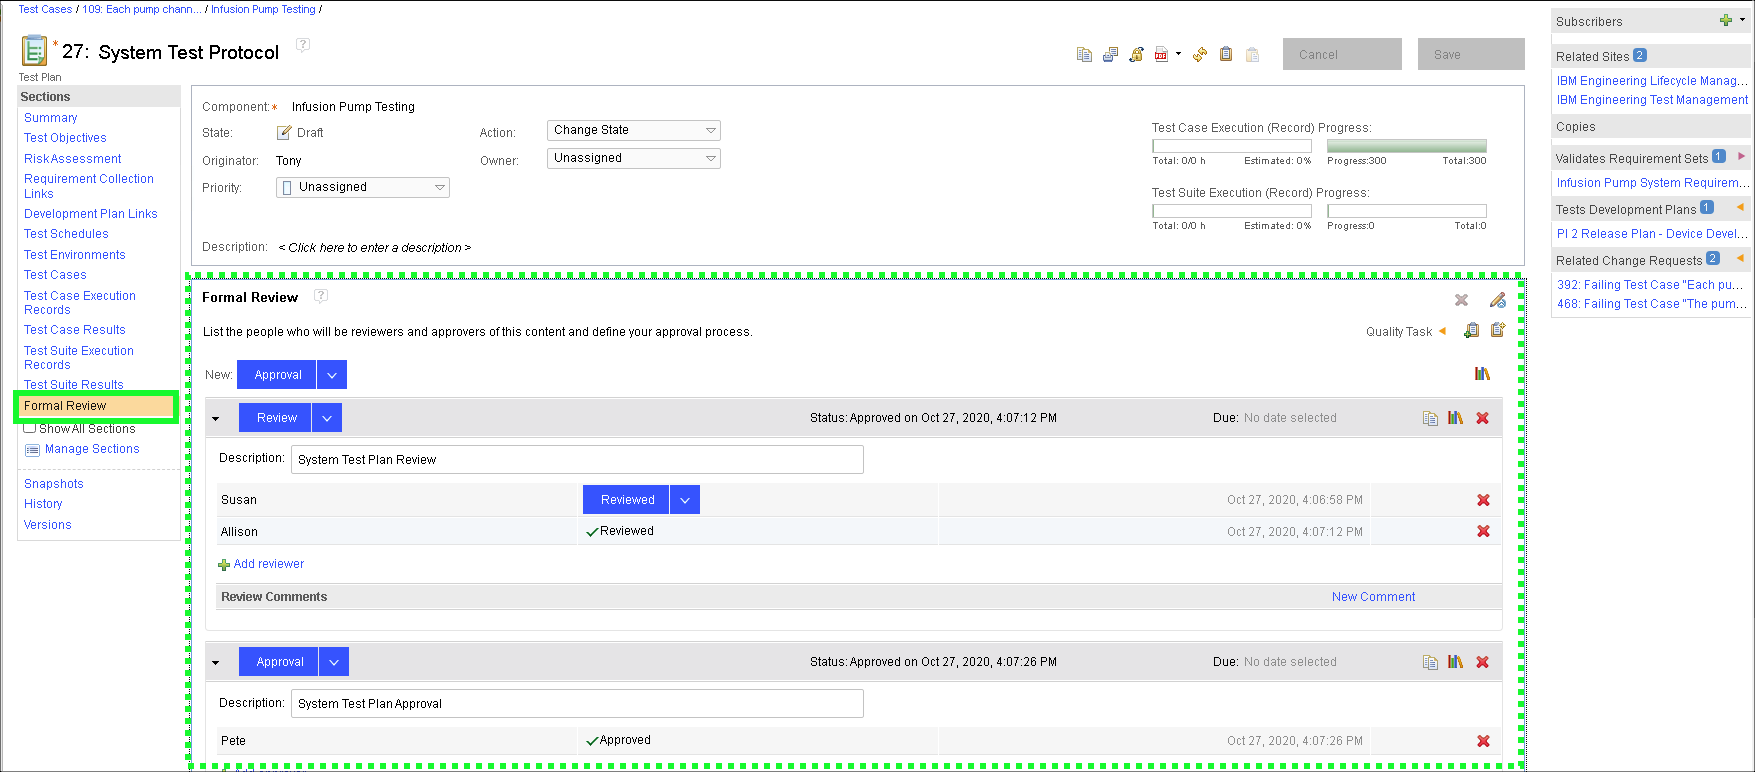 Test Cases / 109: Each pump chann... / Infusion Pump Testing /
* 27: System Test Protocol ?
Test Plan
Cancel
Save
Sections
Summary
Test Objectives
Risk Assessment
Requirement Collection
Links
Development Plan Links
Test Schedules
Test Environments
Test Cases
Test Case Execution
Records
Test Case Results
Test Suite Execution
Records
Test Suite Results
Formal Review
Show All Sections
Manage Sections
Snapshots
History
Versions
Component: * Infusion Pump Testing
State: Draft Action: Change State
Originator: Tony Owner: Unassigned
Priority: Unassigned
Description: < Click here to enter a description >
Test Case Execution (Record) Progress:
Total: 0/0 h Estimated: 0% Progress:300 Total:300
Test Suite Execution (Record) Progress:
Total: 0/0 h Estimated: 0% Progress:0 Total:0
Formal Review ?
List the people who will be reviewers and approvers of this content and define your approval process.
Quality Task
New: Approval
Review Status: Approved on Oct 27, 2020, 4:07:12 PM Due: No date selected
Description: System Test Plan Review
Susan Reviewed Oct 27, 2020, 4:06:58 PM
Allison Reviewed Oct 27, 2020, 4:07:12 PM
Add reviewer
Review Comments New Comment
Approval Status: Approved on Oct 27, 2020, 4:07:26 PM Due: No date selected
Description: System Test Plan Approval
Pete Approved Oct 27, 2020, 4:07:26 PM
Subscribers
Related Sites 2
IBM Engineering Lifecycle Manag...
IBM Engineering Test Management
Copies
Validates Requirement Sets 1
Infusion Pump System Requirem...
Tests Development Plans 1
PI 2 Release Plan - Device Devel...
Related Change Requests 2
392: Failing Test Case "Each pu...
468: Failing Test Case "The pum...